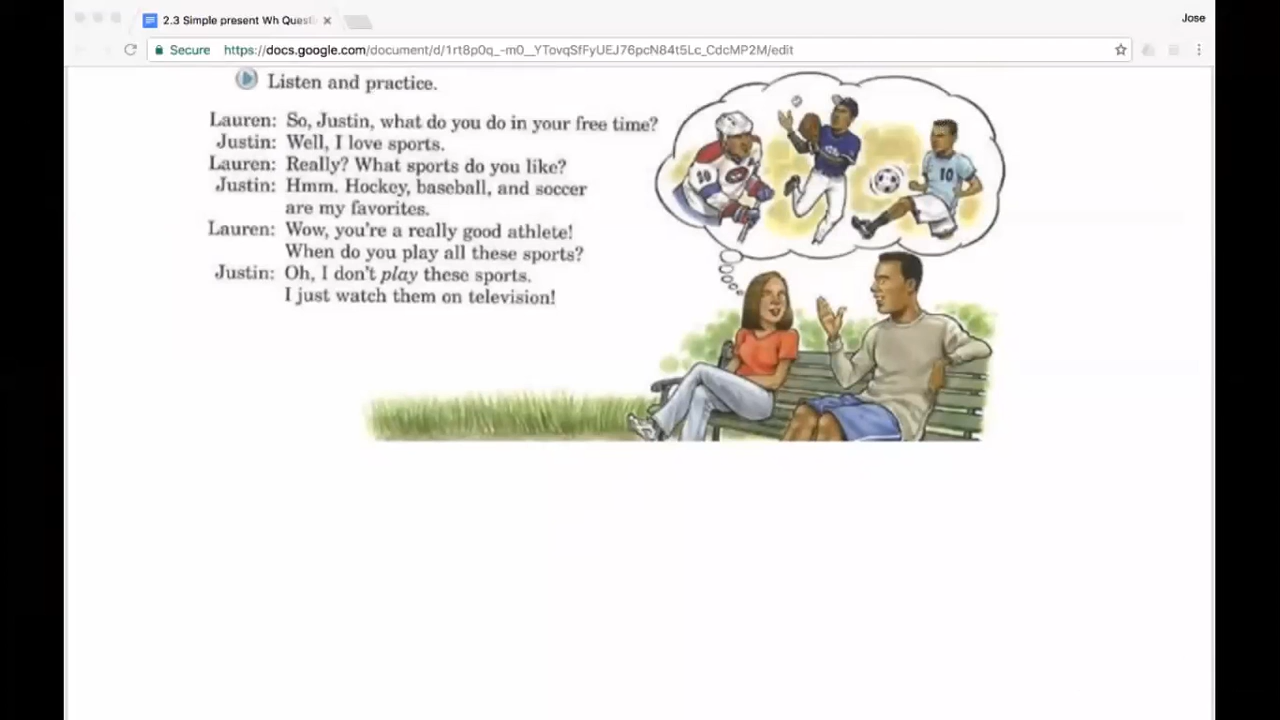 2.3 Simple present Wh Questi
Jose
Secure https://docs.google.com/document/d/1rt8p0q_-m0__YTovqSfFyUEJ76pcN84t5Lc_CdcMP2M/edit
Listen and practice.
Lauren: So, Justin, what do you do in your free time?
Justin: Well, I love sports.
Lauren: Really? What sports do you like?
Justin: Hmm. Hockey, baseball, and soccer
are my favorites.
Lauren: Wow, you're a really good athlete!
When do you play all these sports?
Justin: Oh, I don't play these sports.
I just watch them on television!
10
10